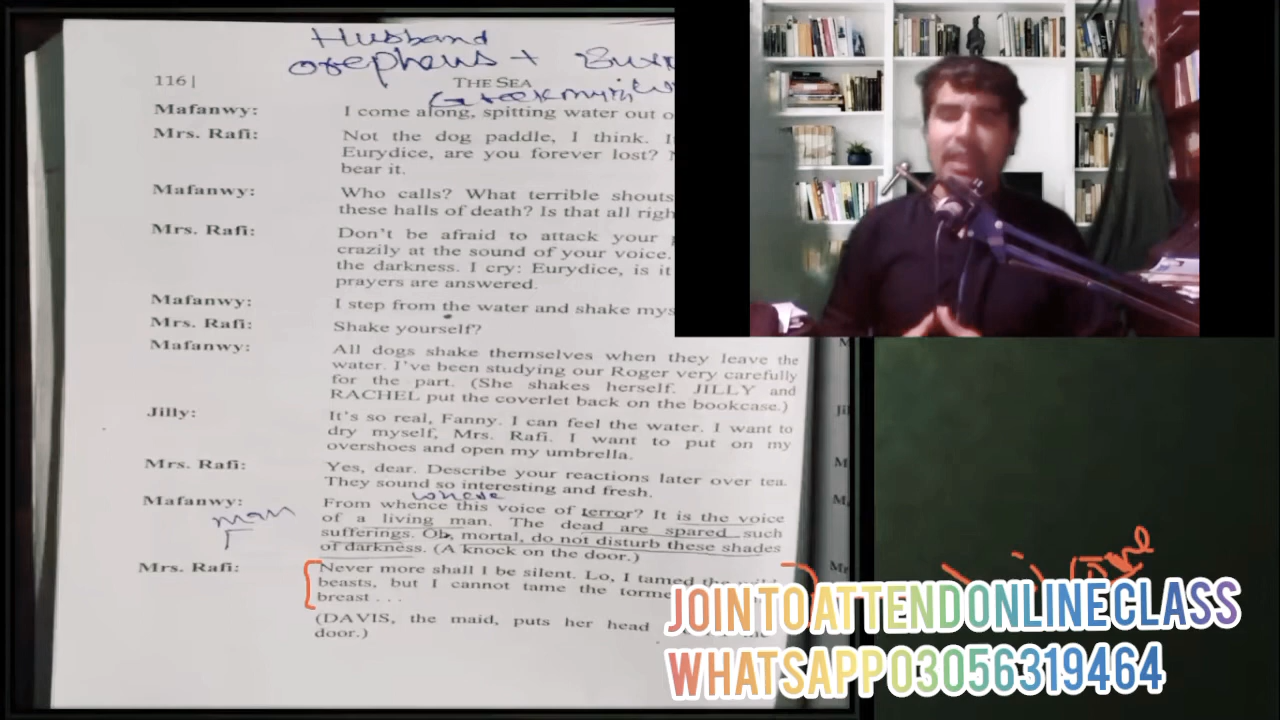 Husband
orephaus +
116 | THE SEA
Greek myth
Mafanwy: I come along, spitting water out o
Mrs. Rafi: Not the dog paddle, I think. I
Eurydice, are you forever lost?
bear it.
Mafanwy: Who calls? What terrible shouts
these halls of death? Is that all righ
Mrs. Rafi: Don't be afraid to attack your
crazily at the sound of your voice.
the darkness. I cry: Eurydice, is it
prayers are answered.
Mafanwy: I step from the water and shake mys
Mrs. Rafi: Shake yourself?
Mafanwy: All dogs shake themselves when they leave the
water. I've been studying our Roger very carefully
for the part. (She shakes herself. JILLY and
RACHEL put the coverlet back on the bookcase.)
Jilly: It's so real, Fanny. I can feel the water. I want to
dry myself, Mrs. Rafi. I want to put on my
overshoes and open my umbrella.
Mrs. Rafi: Yes, dear. Describe your reactions later over tea.
They sound so interesting and fresh.
where
Mafanwy: From whence this voice of terror? It is the voice
man
of a living man. The dead are spared such
sufferings. Oh, mortal, do not disturb these shades
of darkness. (A knock on the door.)
Mrs. Rafi: Never more shall I be silent. Lo, I tamed the
beasts, but I cannot tame the torme
breast . . .
(DAVIS, the maid, puts her head
door.)
JOIN TO ATTEND ONLINE CLASS
WHATSAPP 03056319464